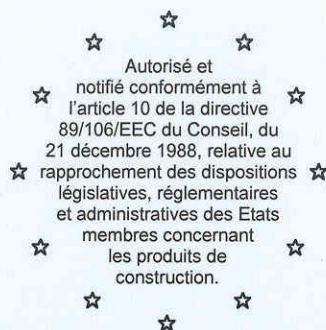 Autorisé et
notifié conformément à
l'article 10 de la directive
89/106/EEC du Conseil, du
21 décembre 1988, relative au
rapprochement des dispositions
législatives, réglementaires
et administratives des Etats
membres concernant
les produits de
construction.